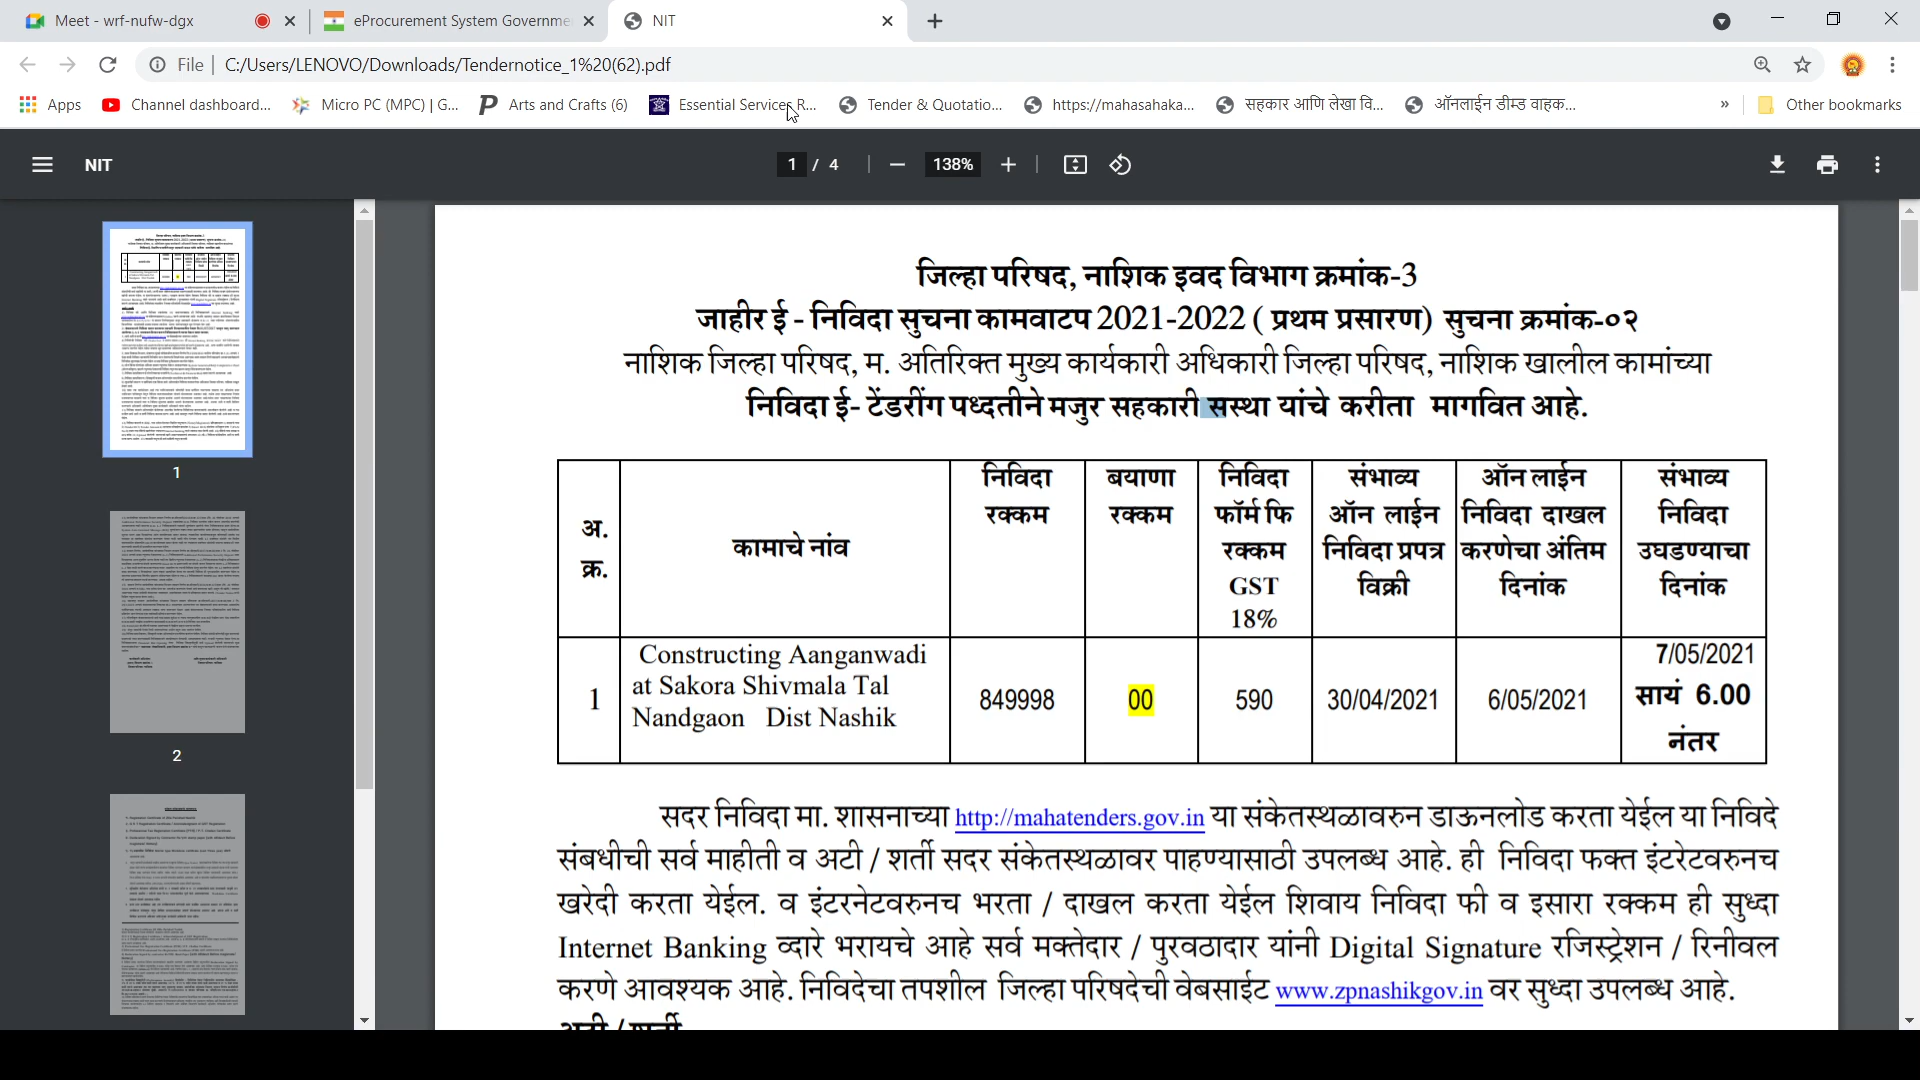 Meet - wrf-nufw-dgx
eProcurement System Governme
NIT
File
C:/Users/LENOVO/Downloads/Tendernotice_1%20(62).pdf
Apps
Channel dashboard...
Micro PC (MPC) | G...
Arts and Crafts (6)
Essential Services R...
Tender & Quotatio...
https://mahasahaka...
सहकार आणि लेखा वि...
ऑनलाईन डीम्ड वाहक...
»
Other bookmarks
NIT
1 / 4
138%
1
2
जिल्हा परिषद, नाशिक इवद विभाग क्रमांक-3
जाहीर ई - निविदा सुचना कामवाटप 2021-2022 ( प्रथम प्रसारण) सुचना क्रमांक-०२
नाशिक जिल्हा परिषद, म. अतिरिक्त मुख्य कार्यकारी अधिकारी जिल्हा परिषद, नाशिक खालील कामांच्या
निविदा ई- टेंडरींग पध्दतीने मजुर सहकारी सस्था यांचे करीता मागवित आहे.
अ.
क्र.
कामाचे नांव
निविदा
रक्कम
बयाणा
रक्कम
निविदा
फॉर्म फि
रक्कम
GST
18%
संभाव्य
ऑन लाईन
निविदा प्रपत्र
विक्री
ऑन लाईन
निविदा दाखल
करणेचा अंतिम
दिनांक
संभाव्य
निविदा
उघडण्याचा
दिनांक
1
Constructing Aanganwadi
at Sakora Shivmala Tal
Nandgaon Dist Nashik
849998
00
590
30/04/2021
6/05/2021
7/05/2021
सायं 6.00
नंतर
सदर निविदा मा. शासनाच्या http://mahatenders.gov.in या संकेतस्थळावरुन डाऊनलोड करता येईल या निविदे
संबधीची सर्व माहीती व अटी / शर्ती सदर संकेतस्थळावर पाहण्यासाठी उपलब्ध आहे. ही निविदा फक्त इंटरेटवरुनच
खरेदी करता येईल. व इंटरनेटवरुनच भरता / दाखल करता येईल शिवाय निविदा फी व इसारा रक्कम ही सुध्दा
Internet Banking व्दारे भरायचे आहे सर्व मक्तेदार / पुरवठादार यांनी Digital Signature रजिस्ट्रेशन / रिनीवल
करणे आवश्यक आहे. निविदेचा तपशील जिल्हा परिषदेची वेबसाईट www.zpnashikgov.in वर सुध्दा उपलब्ध आहे.